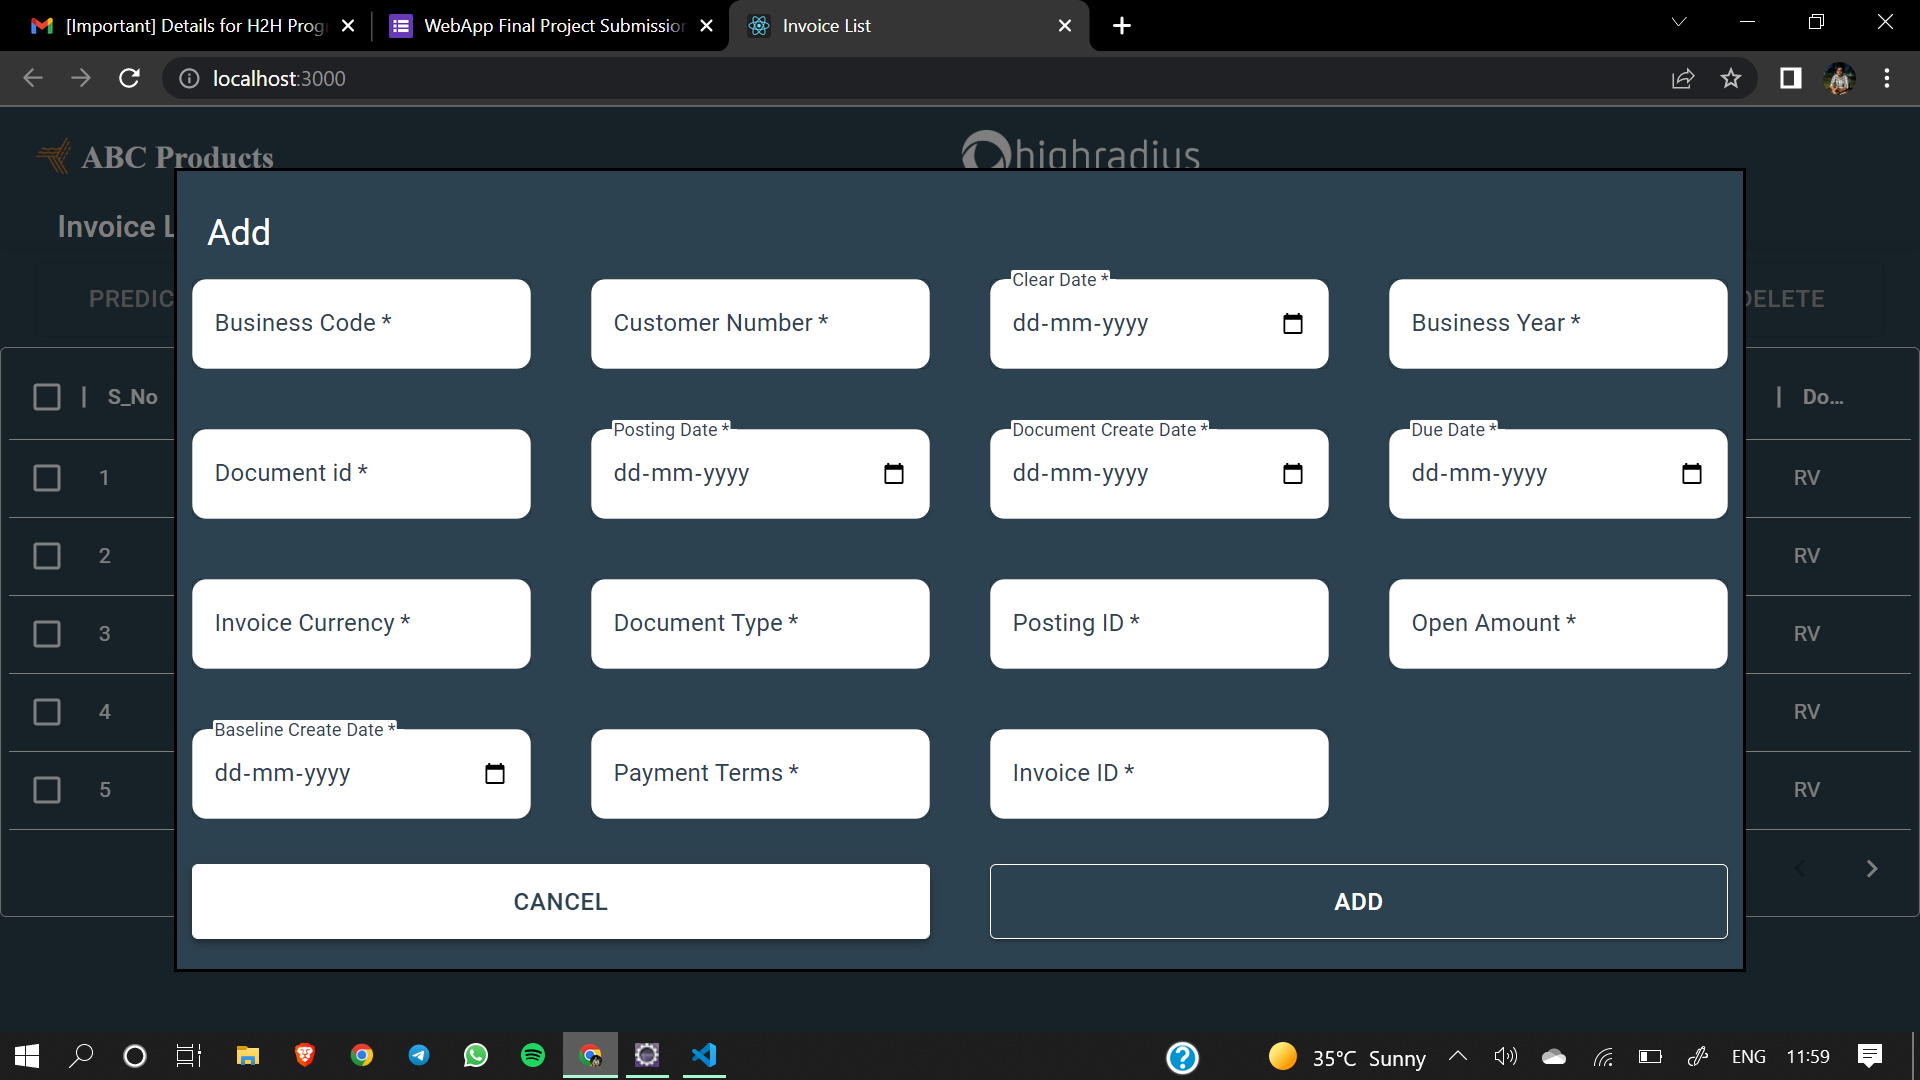 [Important] Details for H2H Prog
WebApp Final Project Submission
Invoice List
localhost:3000
ABC Products
highradius
Invoice L
PREDIC
DELETE
Add
Business Code *
Customer Number *
Clear Date *
dd-mm-yyyy
Business Year *
Document id *
Posting Date *
dd-mm-yyyy
Document Create Date *
dd-mm-yyyy
Due Date *
dd-mm-yyyy
Invoice Currency *
Document Type *
Posting ID *
Open Amount *
Baseline Create Date *
dd-mm-yyyy
Payment Terms *
Invoice ID *
CANCEL
ADD
S_No
Do...
1
RV
2
RV
3
RV
4
RV
5
RV
35°C Sunny
ENG
11:59